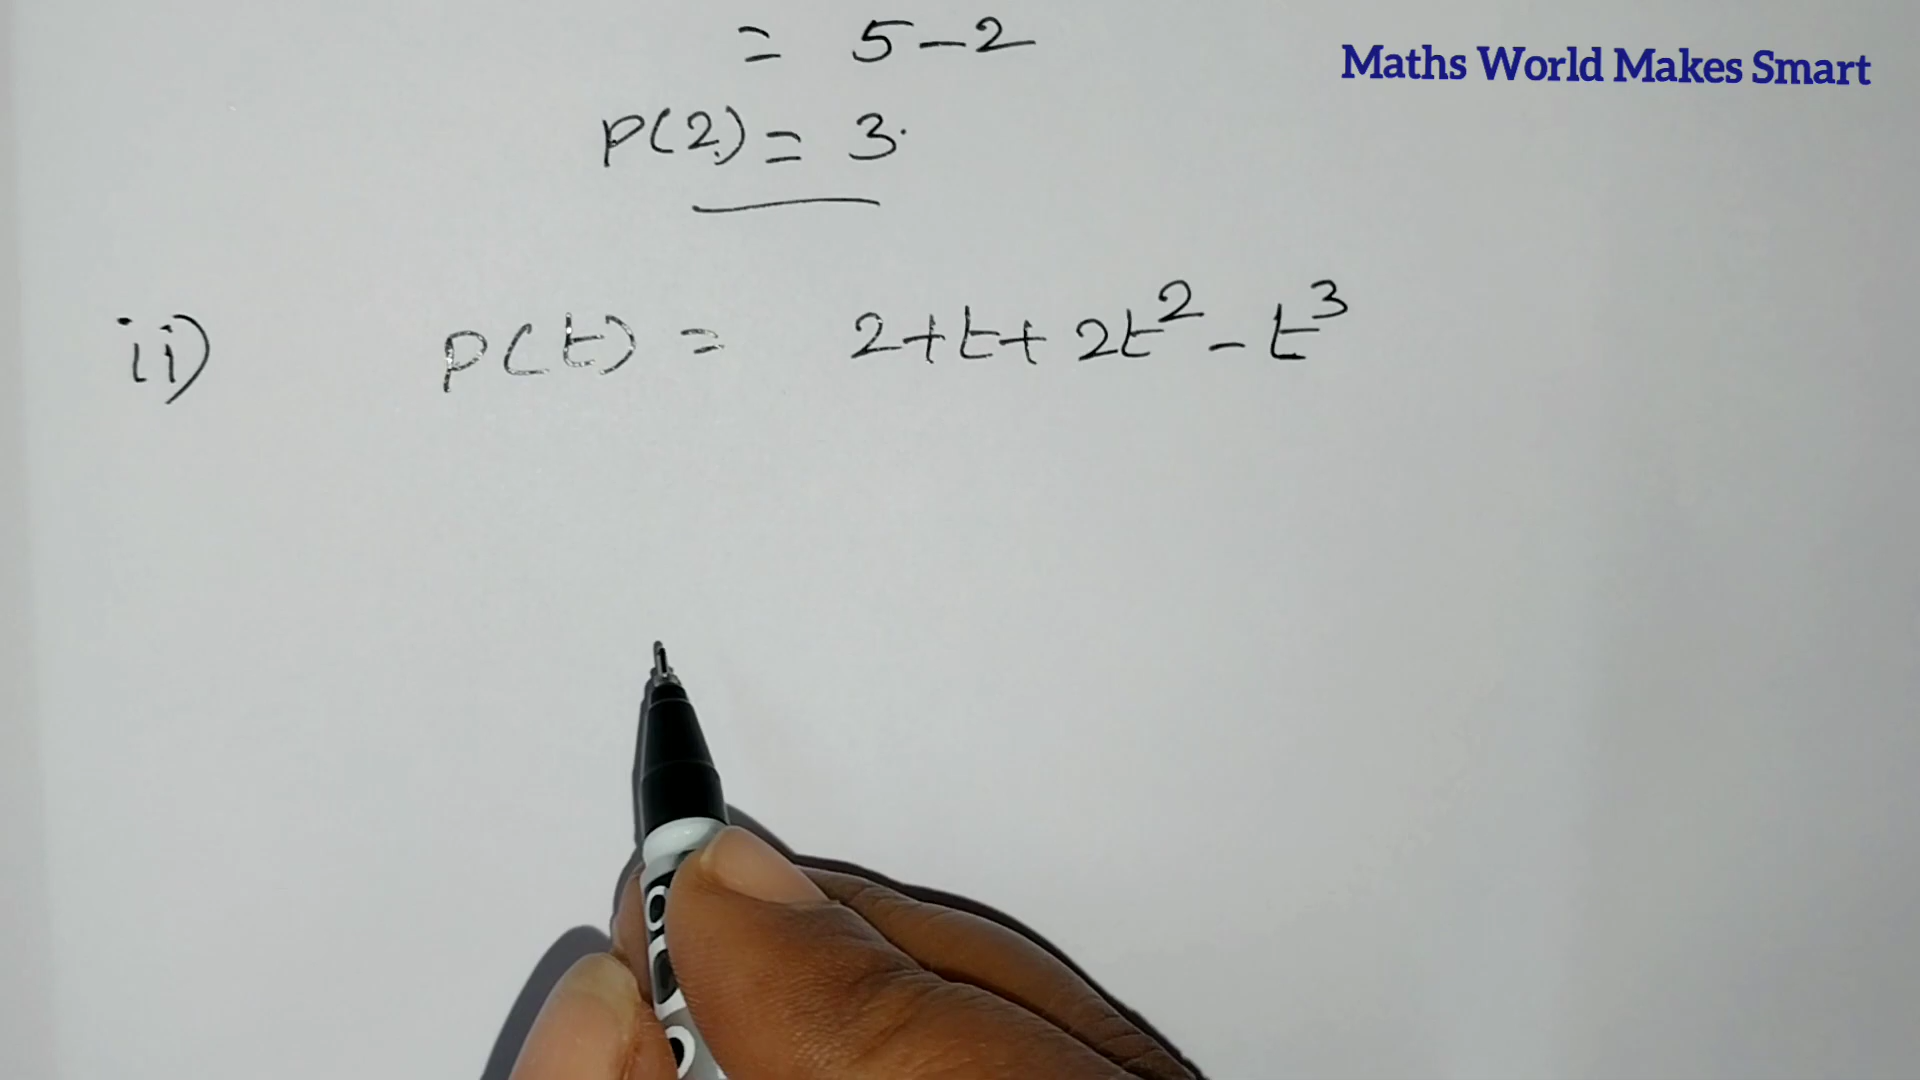 = 5-2
Maths World Makes Smart
P(2) = 3.
ii) p(t) = 2+t+2t²-t³